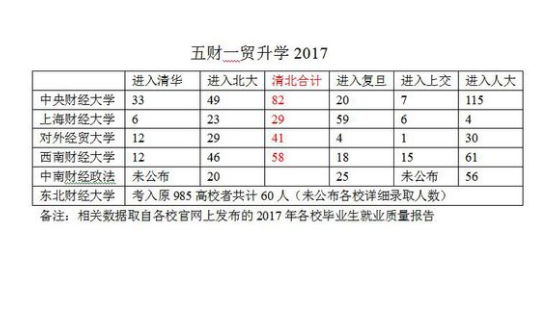 五财一贸升学 2017
进入清华 进入北大 清北合计 进入复旦 进入上交 进入人大
中央财经大学 33 49 82 20 7 115
上海财经大学 6 23 29 59 6 4
对外经贸大学 12 29 41 4 1 30
西南财经大学 12 46 58 18 15 61
中南财经政法 未公布 20 25 未公布 56
东北财经大学 考入原 985 高校者共计 60 人（未公布各校详细录取人数）
备注：相关数据取自各校官网上发布的 2017 年各校毕业生就业质量报告